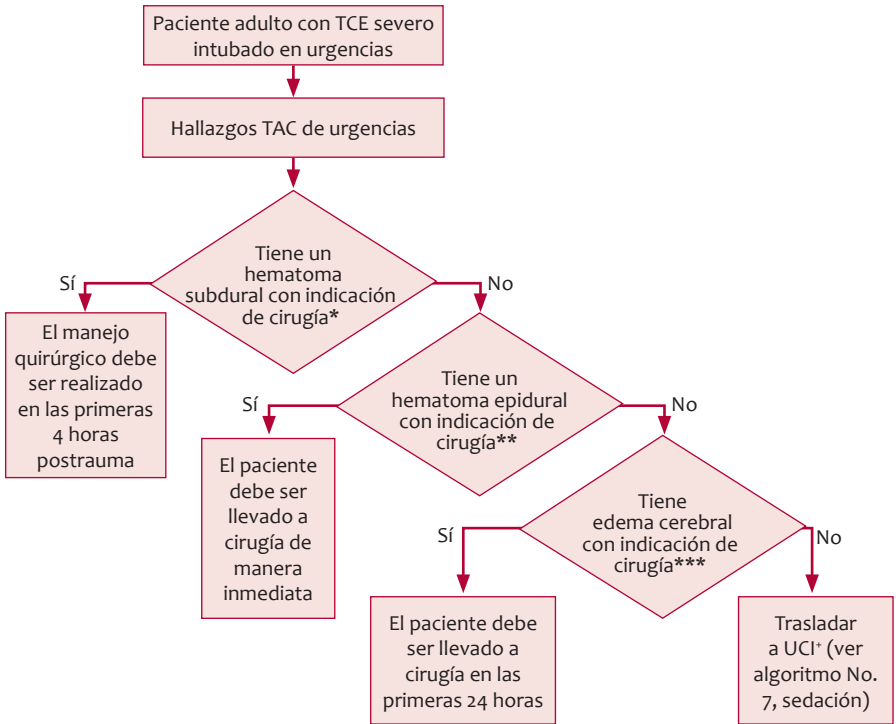 Paciente adulto con TCE severo
intubado en urgencias
Hallazgos TAC de urgencias
Tiene un
hematoma
subdural con indicación
de cirugía*
Sí
No
El manejo
quirúrgico debe
ser realizado
en las primeras
4 horas
postrauma
Tiene un
hematoma epidural
con indicación de
cirugía**
Sí
No
El paciente
debe ser
llevado a
cirugía de
manera
inmediata
Tiene
edema cerebral
con indicación de
cirugía***
Sí
No
El paciente debe
ser llevado a
cirugía en las
primeras 24 horas
Trasladar
a UCI⁺ (ver
algoritmo No.
7, sedación)